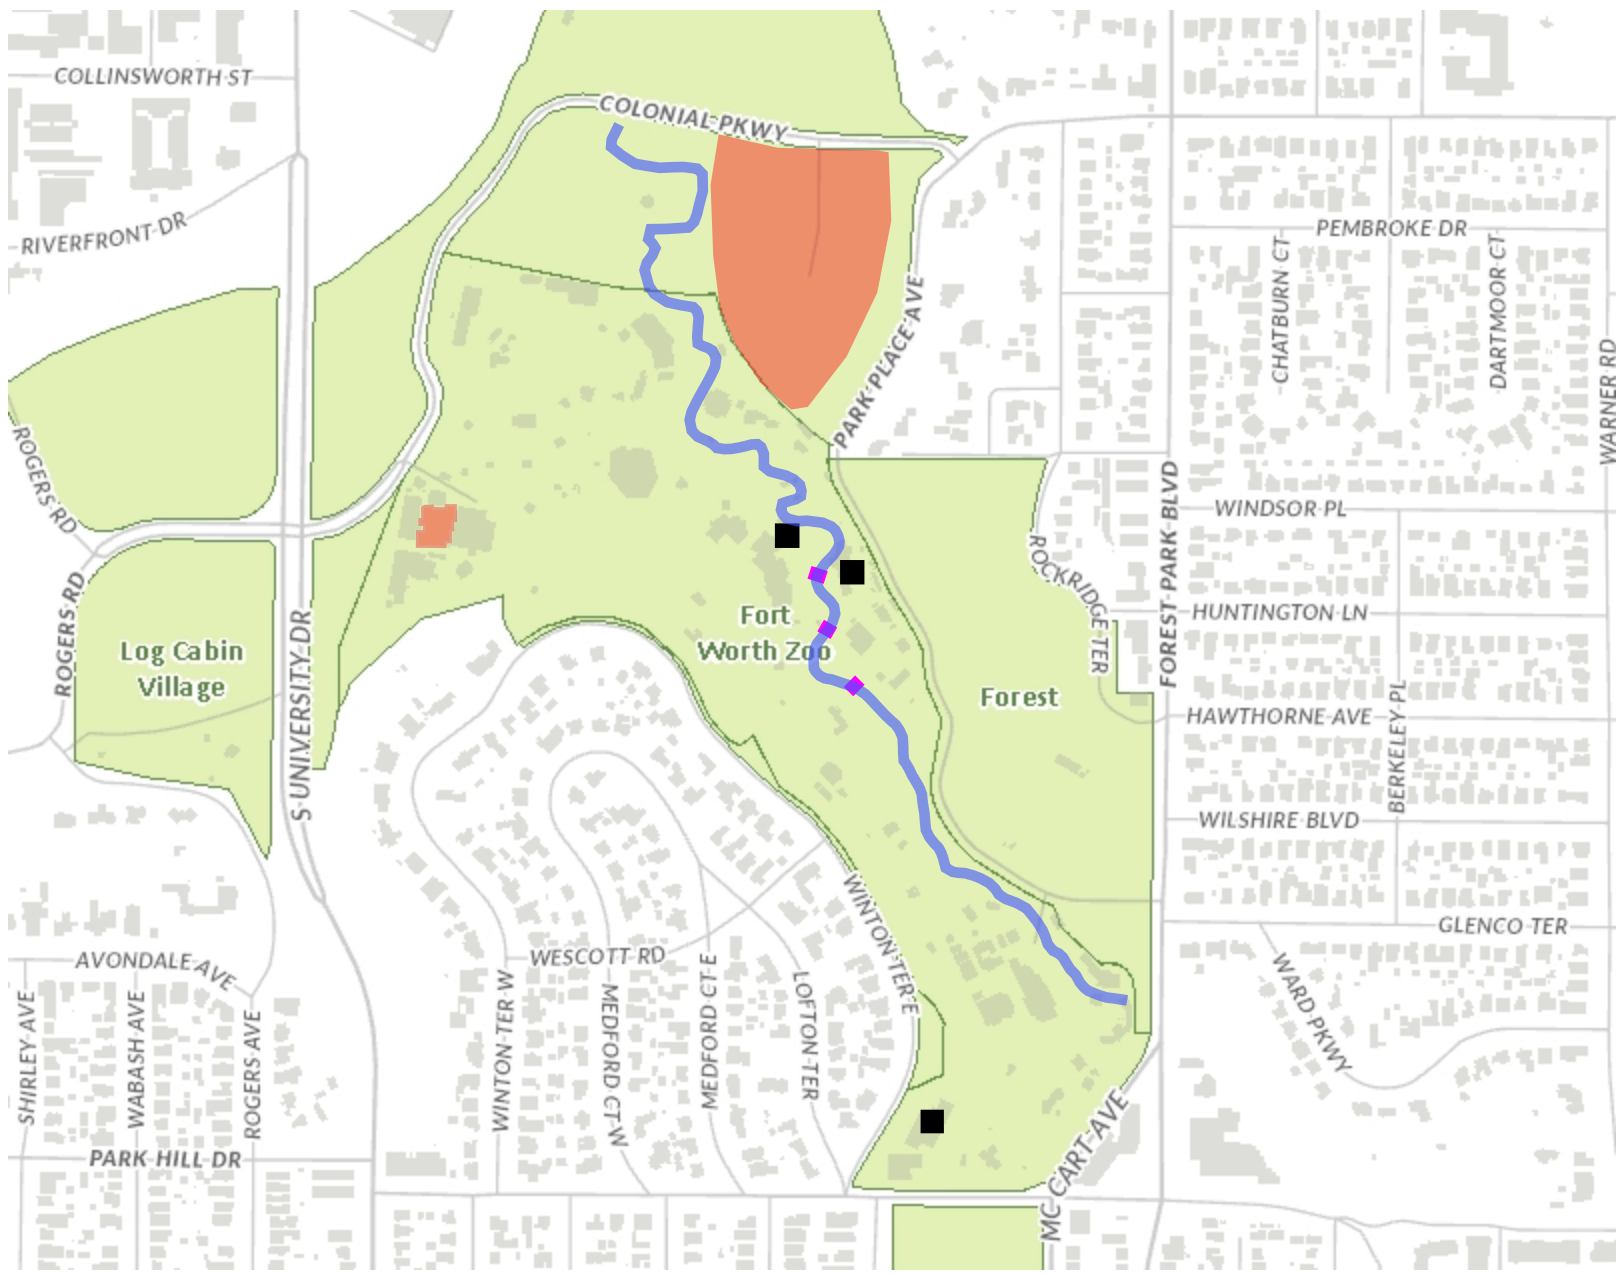 COLLINSWORTH ST
COLONIAL PKWY
RIVERFRONT DR
PEMBROKE DR
CHATBURN CT
DARTMOOR CT
PARK PLACE AVE
WARNER RD
ROGERS RD
FOREST PARK BLVD
WINDSOR PL
ROCKRIDGE TER
HUNTINGTON LN
ROGERS RD
Fort
Worth Zoo
Log Cabin
Village
S UNIVERSITY DR
Forest
HAWTHORNE AVE
BERKELEY PL
WILSHIRE BLVD
WINTON TER E
GLENCO TER
WESCOTT RD
AVONDALE AVE
WARD PKWY
SHIRLEY AVE
WABASH AVE
ROGERS AVE
WINTON TER W
MEDFORD CT W
MEDFORD CT E
LOFTON TER
PARK HILL DR
MC CART AVE